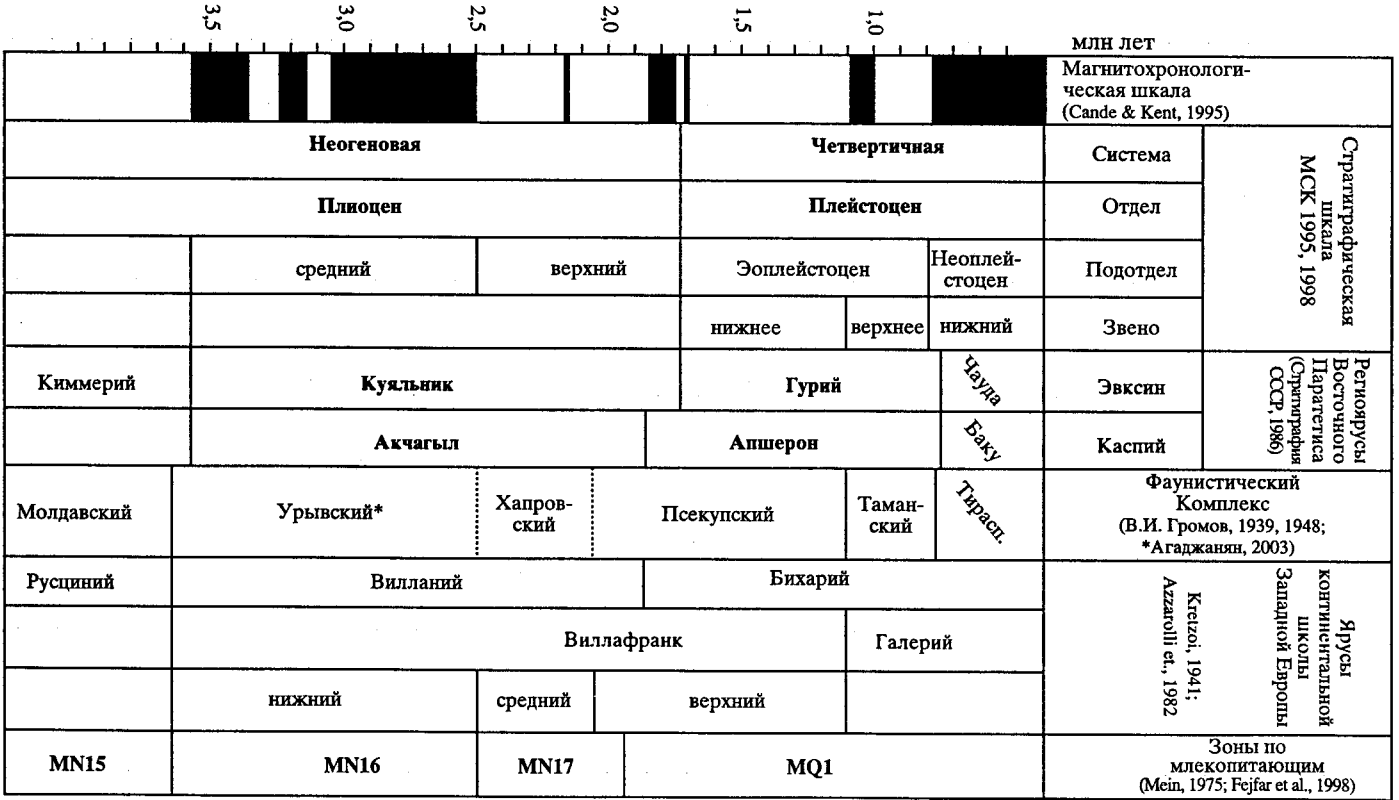 3,5 3,0 2,5 2,0 1,5 1,0
млн лет
Магнитохронологи-
ческая шкала
(Cande & Kent, 1995)
Неогеновая Четвертичная Система
Стратиграфическая
шкала
МСК 1995, 1998
Плиоцен Плейстоцен Отдел
средний верхний Эоплейстоцен
Неоплей-
стоцен
Подотдел
нижнее верхнее нижний Звено
Киммерий Куяльник Гурий Чауда Эвксин
Региоярусы
Восточного
Паратетиса
(Стратиграфия
СССР, 1986)
Акчагыл Апшерон Баку Каспий
Молдавский Урывский*
Хапров-
ский
Псекупский
Таман-
ский
Тирасп.
Фаунистический
Комплекс
(В.И. Громов, 1939, 1948;
*Агаджанян, 2003)
Русциний Вилланий Бихарий
Ярусы
континентальной
школы
Западной Европы
Kretzoi, 1941;
Azzarolli et., 1982
Виллафранк Галерий
нижний средний верхний
MN15 MN16 MN17 MQ1
Зоны по
млекопитающим
(Mein, 1975; Fejfar et al., 1998)